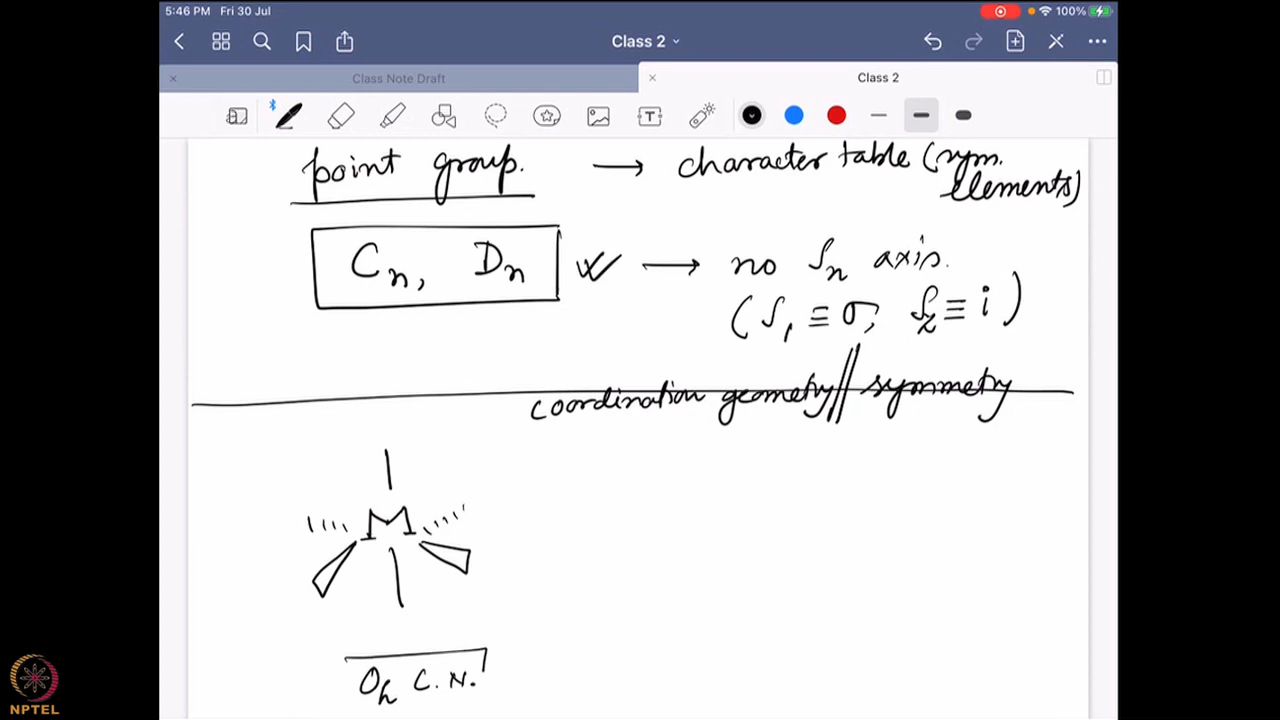 5:46 PM Fri 30 Jul
100%
Class 2
Class Note Draft
Class 2
T
point group. → character table (sym. elements)
Cn, Dn → no Sn axis.
(S1 ≡ σ, S2 ≡ i)
coordination geometry // symmetry
M
Oh C.N.
NPTEL